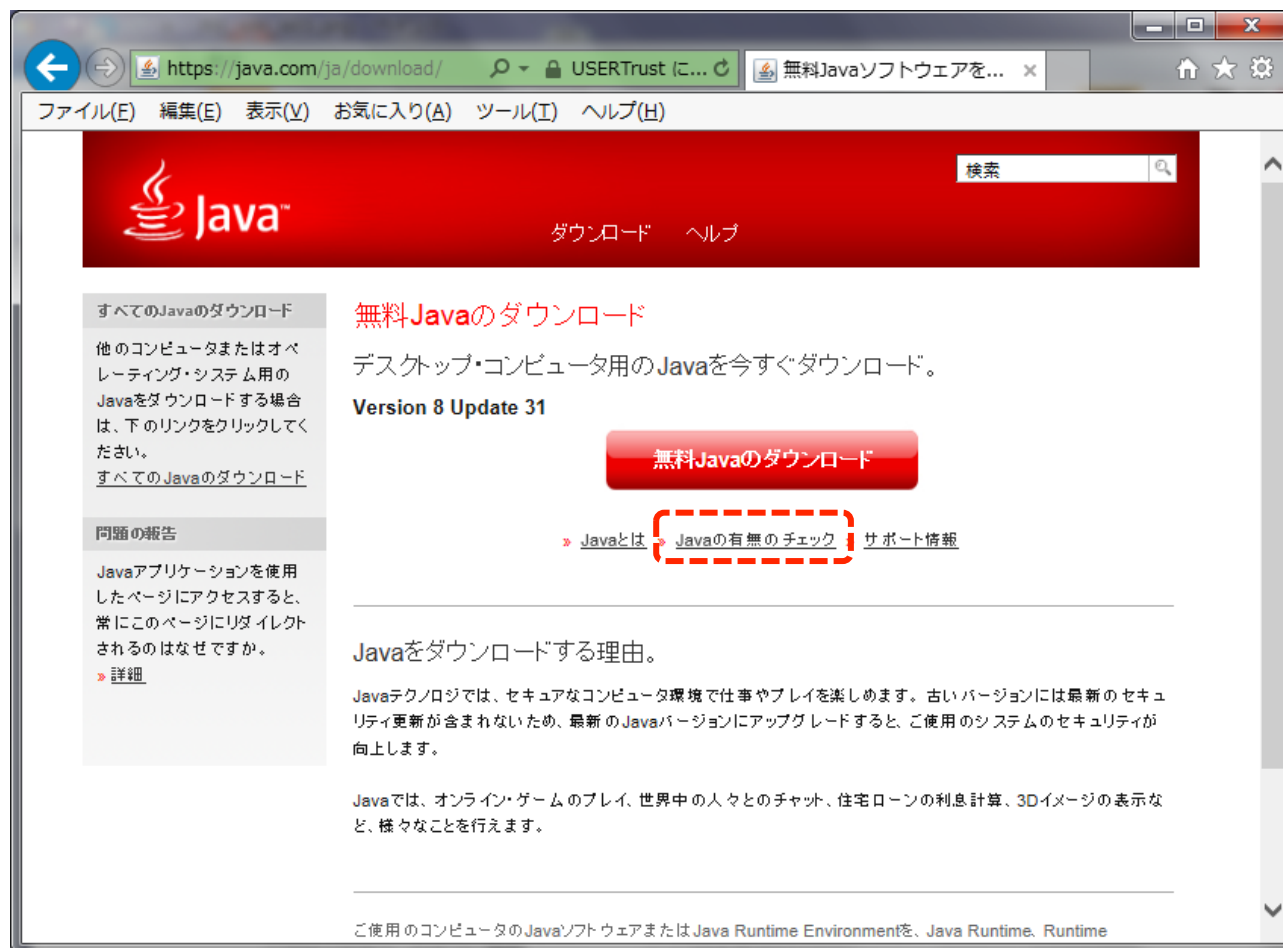 https://java.com/ja/download/
USERTrust (に...
無料Javaソフトウェアを...
ファイル(F) 編集(E) 表示(V) お気に入り(A) ツール(T) ヘルプ(H)
Java™
検索
ダウンロード ヘルプ
すべてのJavaのダウンロード
他のコンピュータまたはオペ
レーティング・システム用の
Javaをダウンロードする場合
は、下のリンクをクリックしてく
ださい。
すべてのJavaのダウンロード
問題の報告
Javaアプリケーションを使用
したページにアクセスすると、
常にこのページにリダイレクト
されるのはなぜですか。
» 詳細
無料Javaのダウンロード
デスクトップ・コンピュータ用のJavaを今すぐダウンロード。
Version 8 Update 31
無料Javaのダウンロード
» Javaとは » Javaの有無のチェック » サポート情報
Javaをダウンロードする理由。
Javaテクノロジでは、セキュアなコンピュータ環境で仕事やプレイを楽しめます。古いバージョンには最新のセキュ
リティ更新が含まれないため、最新のJavaバージョンにアップグレードすると、ご使用のシステムのセキュリティが
向上します。
Javaでは、オンライン・ゲームのプレイ、世界中の人々とのチャット、住宅ローンの利息計算、3Dイメージの表示な
ど、様々なことを行えます。
ご使用のコンピュータのJavaソフトウェアまたはJava Runtime Environmentを、Java Runtime、Runtime